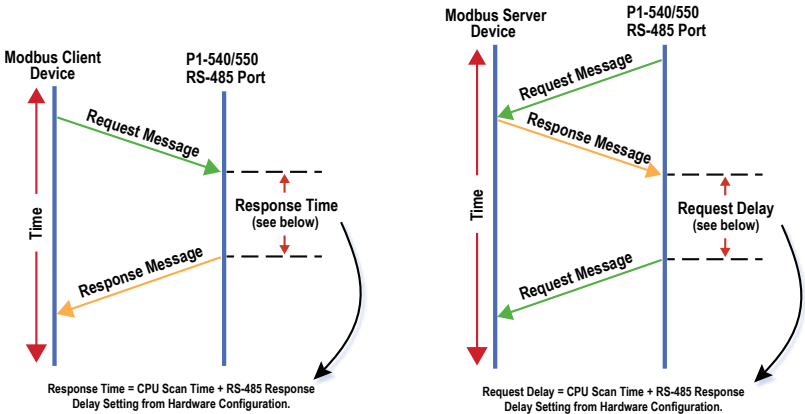 Modbus Client
Device
P1-540/550
RS-485 Port
Request Message
Time
Response Time
(see below)
Response Message
Response Time = CPU Scan Time + RS-485 Response
Delay Setting from Hardware Configuration.
Modbus Server
Device
P1-540/550
RS-485 Port
Request Message
Response Message
Time
Request Delay
(see below)
Request Message
Request Delay = CPU Scan Time + RS-485 Response
Delay Setting from Hardware Configuration.